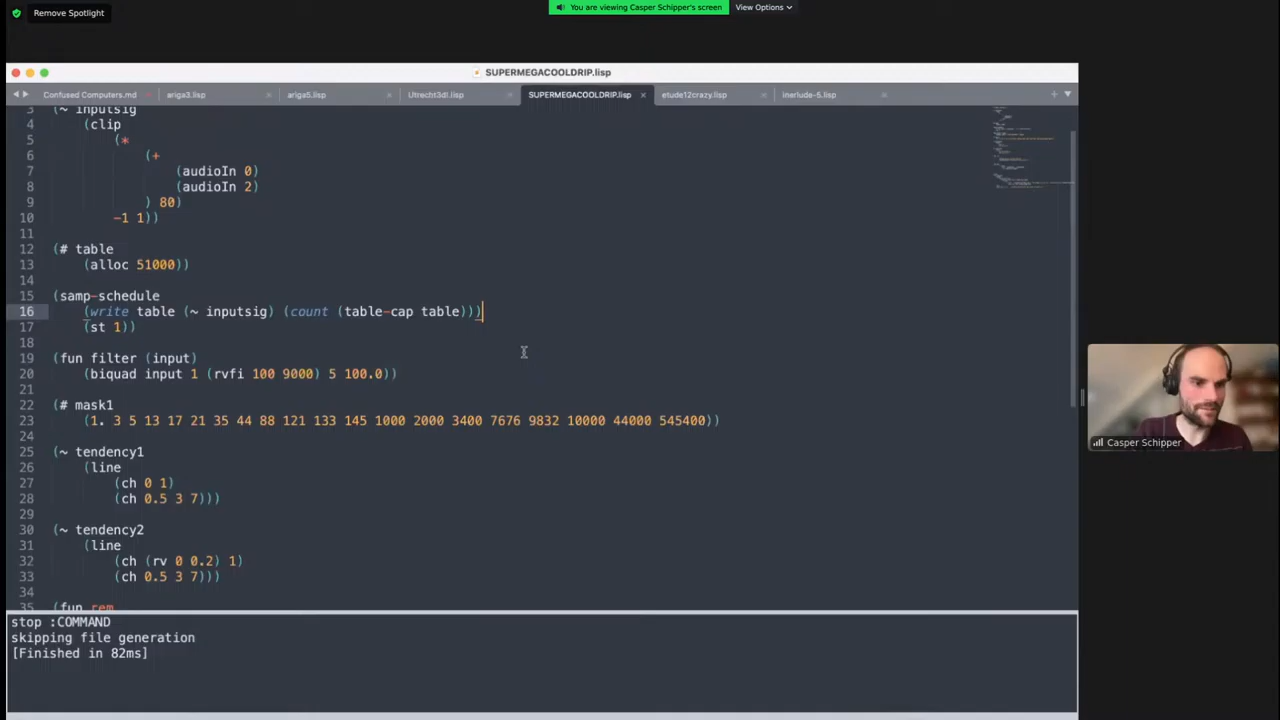 Remove Spotlight
You are viewing Casper Schipper's screen
View Options
SUPERMEGACOOLDRIP.lisp
Confused Computers.md
ariga3.lisp
ariga5.lisp
Utrecht3dl.lisp
SUPERMEGACOOLDRIP.lisp
etude12crazy.lisp
inerlude-5.lisp
3 (~ inputsig
4 (clip
5 (*
6 (+
7 (audioIn 0)
8 (audioIn 2)
9 ) 80)
10 -1 1))
11
12 (# table
13 (alloc 51000))
14
15 (samp-schedule
16 (write table (~ inputsig) (count (table-cap table)))
17 (st 1))
18
19 (fun filter (input)
20 (biquad input 1 (rvfi 100 9000) 5 100.0))
21
22 (# mask1
23 (1. 3 5 13 17 21 35 44 88 121 133 145 1000 2000 3400 7676 9832 10000 44000 545400))
24
25 (~ tendency1
26 (line
27 (ch 0 1)
28 (ch 0.5 3 7)))
29
30 (~ tendency2
31 (line
32 (ch (rv 0 0.2) 1)
33 (ch 0.5 3 7)))
34
35 (fun rem
stop :COMMAND
skipping file generation
[Finished in 82ms]
Casper Schipper